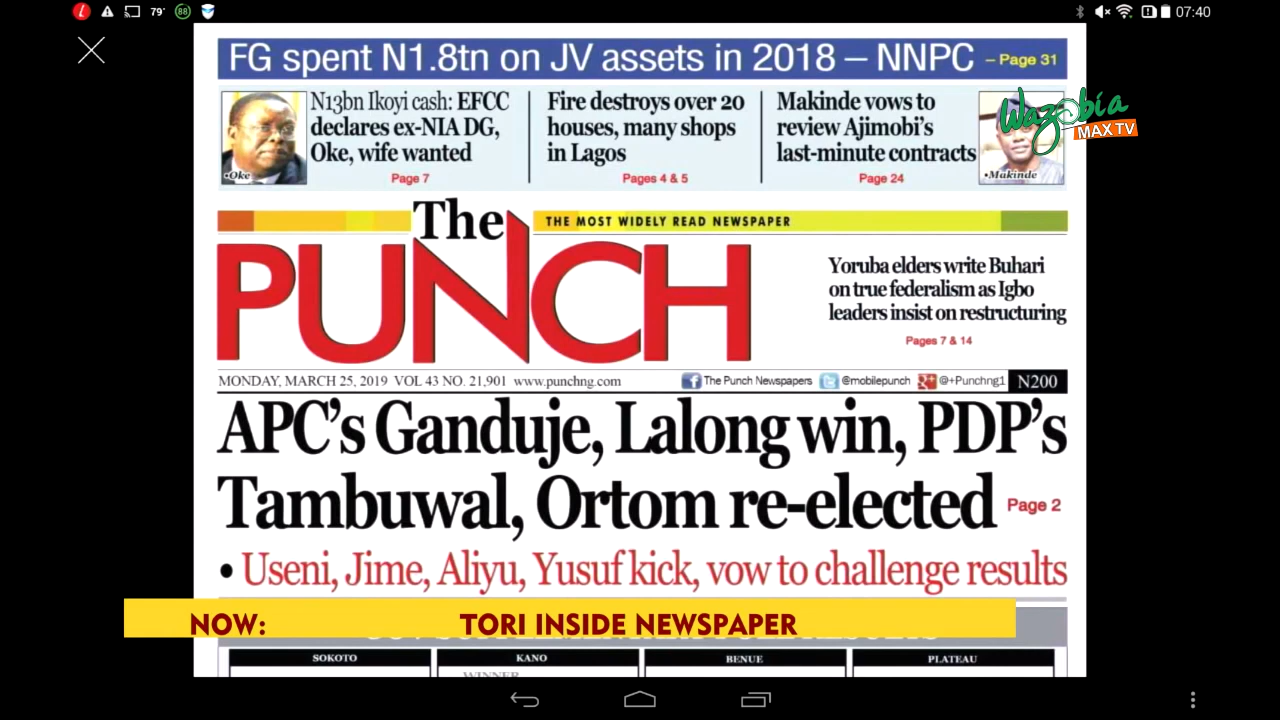 79°
88
07:40
FG spent N1.8tn on JV assets in 2018 – NNPC – Page 31
N13bn Ikoyi cash: EFCC
declares ex-NIA DG,
Oke, wife wanted
Page 7
•Oke
Fire destroys over 20
houses, many shops
in Lagos
Pages 4 & 5
Makinde vows to
review Ajimobi's
last-minute contracts
Page 24
•Makinde
Wazobia
MAX TV
The
PUNCH
THE MOST WIDELY READ NEWSPAPER
Yoruba elders write Buhari
on true federalism as Igbo
leaders insist on restructuring
Pages 7 & 14
MONDAY, MARCH 25, 2019 VOL 43 NO. 21,901 www.punchng.com The Punch Newspapers @mobilepunch @+Punchng1 N200
APC's Ganduje, Lalong win, PDP's
Tambuwal, Ortom re-elected Page 2
• Useni, Jime, Aliyu, Yusuf kick, vow to challenge results
NOW: TORI INSIDE NEWSPAPER
SOKOTO KANO BENUE PLATEAU
WINNER